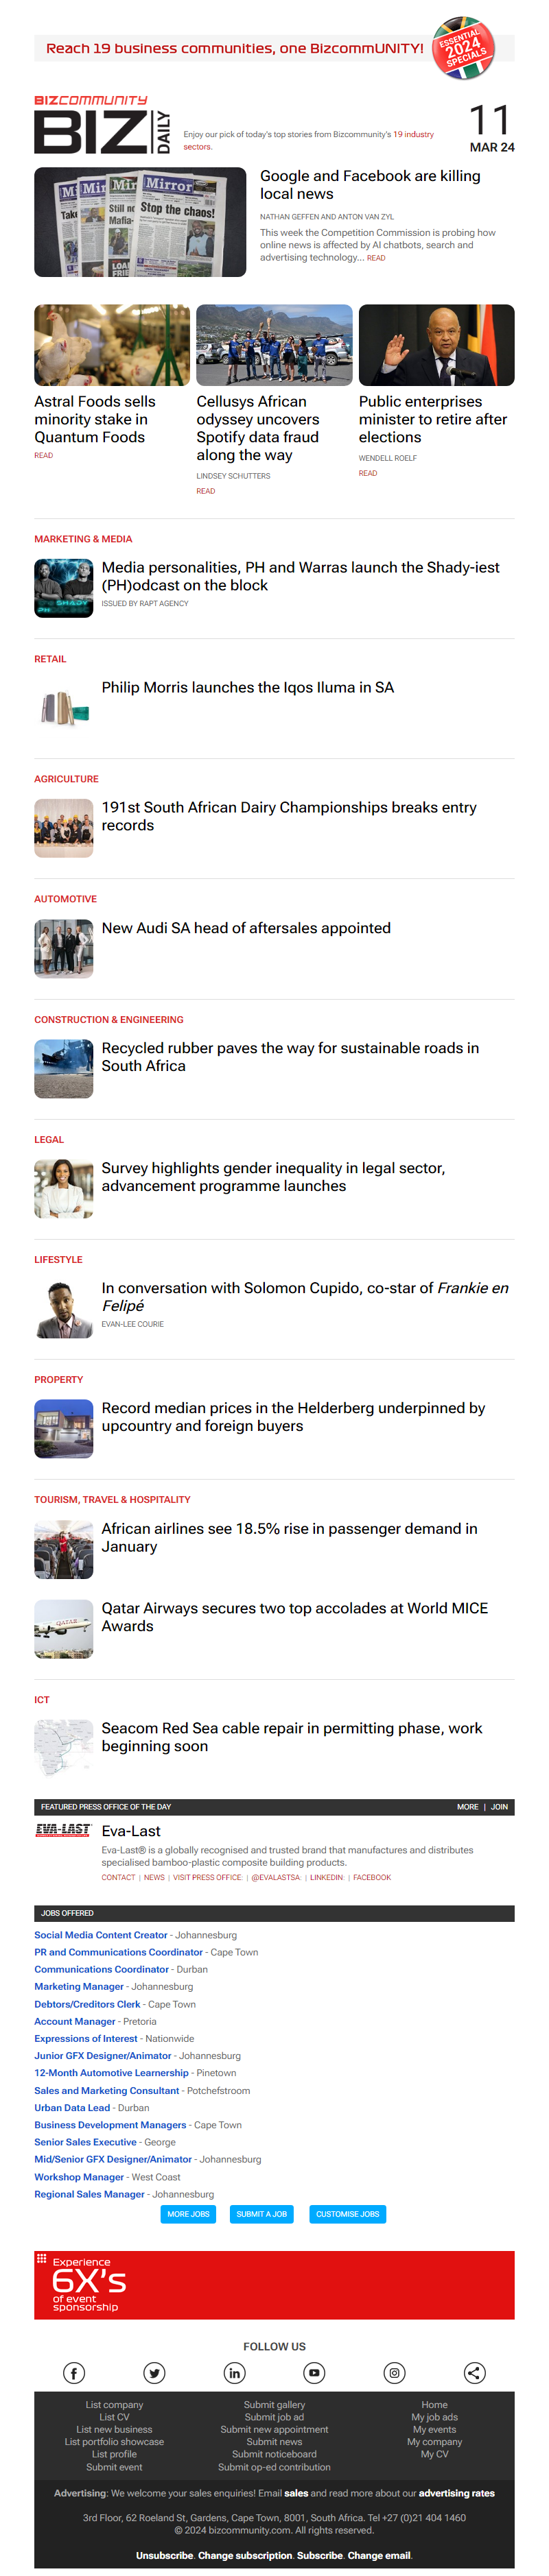 Reach 19 business communities, one BizcommUNITY!
ESSENTIAL
2024
SPECIALS
BIZCOMMUNITY
BIZ
DAILY
Enjoy our pick of today's top stories from Bizcommunity's 19 industry
sectors.
11
MAR 24
Mirror
Stop the chaos!
Google and Facebook are killing
local news
NATHAN GEFFEN AND ANTON VAN ZYL
This week the Competition Commission is probing how
online news is affected by AI chatbots, search and
advertising technology... READ
Astral Foods sells
minority stake in
Quantum Foods
READ
Cellusys African
odyssey uncovers
Spotify data fraud
along the way
LINDSEY SCHUTTERS
READ
Public enterprises
minister to retire after
elections
WENDELL ROELF
READ
MARKETING & MEDIA
Media personalities, PH and Warras launch the Shady-iest
(PH)odcast on the block
ISSUED BY RAPT AGENCY
RETAIL
Philip Morris launches the Iqos Iluma in SA
AGRICULTURE
191st South African Dairy Championships breaks entry
records
AUTOMOTIVE
New Audi SA head of aftersales appointed
CONSTRUCTION & ENGINEERING
Recycled rubber paves the way for sustainable roads in
South Africa
LEGAL
Survey highlights gender inequality in legal sector,
advancement programme launches
LIFESTYLE
In conversation with Solomon Cupido, co-star of Frankie en
Felipé
EVAN-LEE COURIE
PROPERTY
Record median prices in the Helderberg underpinned by
upcountry and foreign buyers
TOURISM, TRAVEL & HOSPITALITY
African airlines see 18.5% rise in passenger demand in
January
QATAR
Qatar Airways secures two top accolades at World MICE
Awards
ICT
Seacom Red Sea cable repair in permitting phase, work
beginning soon
FEATURED PRESS OFFICE OF THE DAY MORE | JOIN
EVA-LAST
Eva-Last
Eva-Last® is a globally recognised and trusted brand that manufactures and distributes
specialised bamboo-plastic composite building products.
CONTACT | NEWS | VISIT PRESS OFFICE | @EVALASTSA | LINKEDIN | FACEBOOK
JOBS OFFERED
Social Media Content Creator - Johannesburg
PR and Communications Coordinator - Cape Town
Communications Coordinator - Durban
Marketing Manager - Johannesburg
Debtors/Creditors Clerk - Cape Town
Account Manager - Pretoria
Expressions of Interest - Nationwide
Junior GFX Designer/Animator - Johannesburg
12-Month Automotive Learnership - Pinetown
Sales and Marketing Consultant - Potchefstroom
Urban Data Lead - Durban
Business Development Managers - Cape Town
Senior Sales Executive - George
Mid/Senior GFX Designer/Animator - Johannesburg
Workshop Manager - West Coast
Regional Sales Manager - Johannesburg
MORE JOBS SUBMIT A JOB CUSTOMISE JOBS
Experience
6X's
of event
sponsorship
FOLLOW US
List company
List CV
List new business
List portfolio showcase
List profile
Submit event
Submit gallery
Submit job ad
Submit new appointment
Submit news
Submit noticeboard
Submit op-ed contribution
Home
My job ads
My events
My company
My CV
Advertising: We welcome your sales enquiries! Email sales and read more about our advertising rates
3rd Floor, 62 Roeland St, Gardens, Cape Town, 8001, South Africa. Tel +27 (0)21 404 1460
© 2024 bizcommunity.com. All rights reserved.
Unsubscribe. Change subscription. Subscribe. Change email.